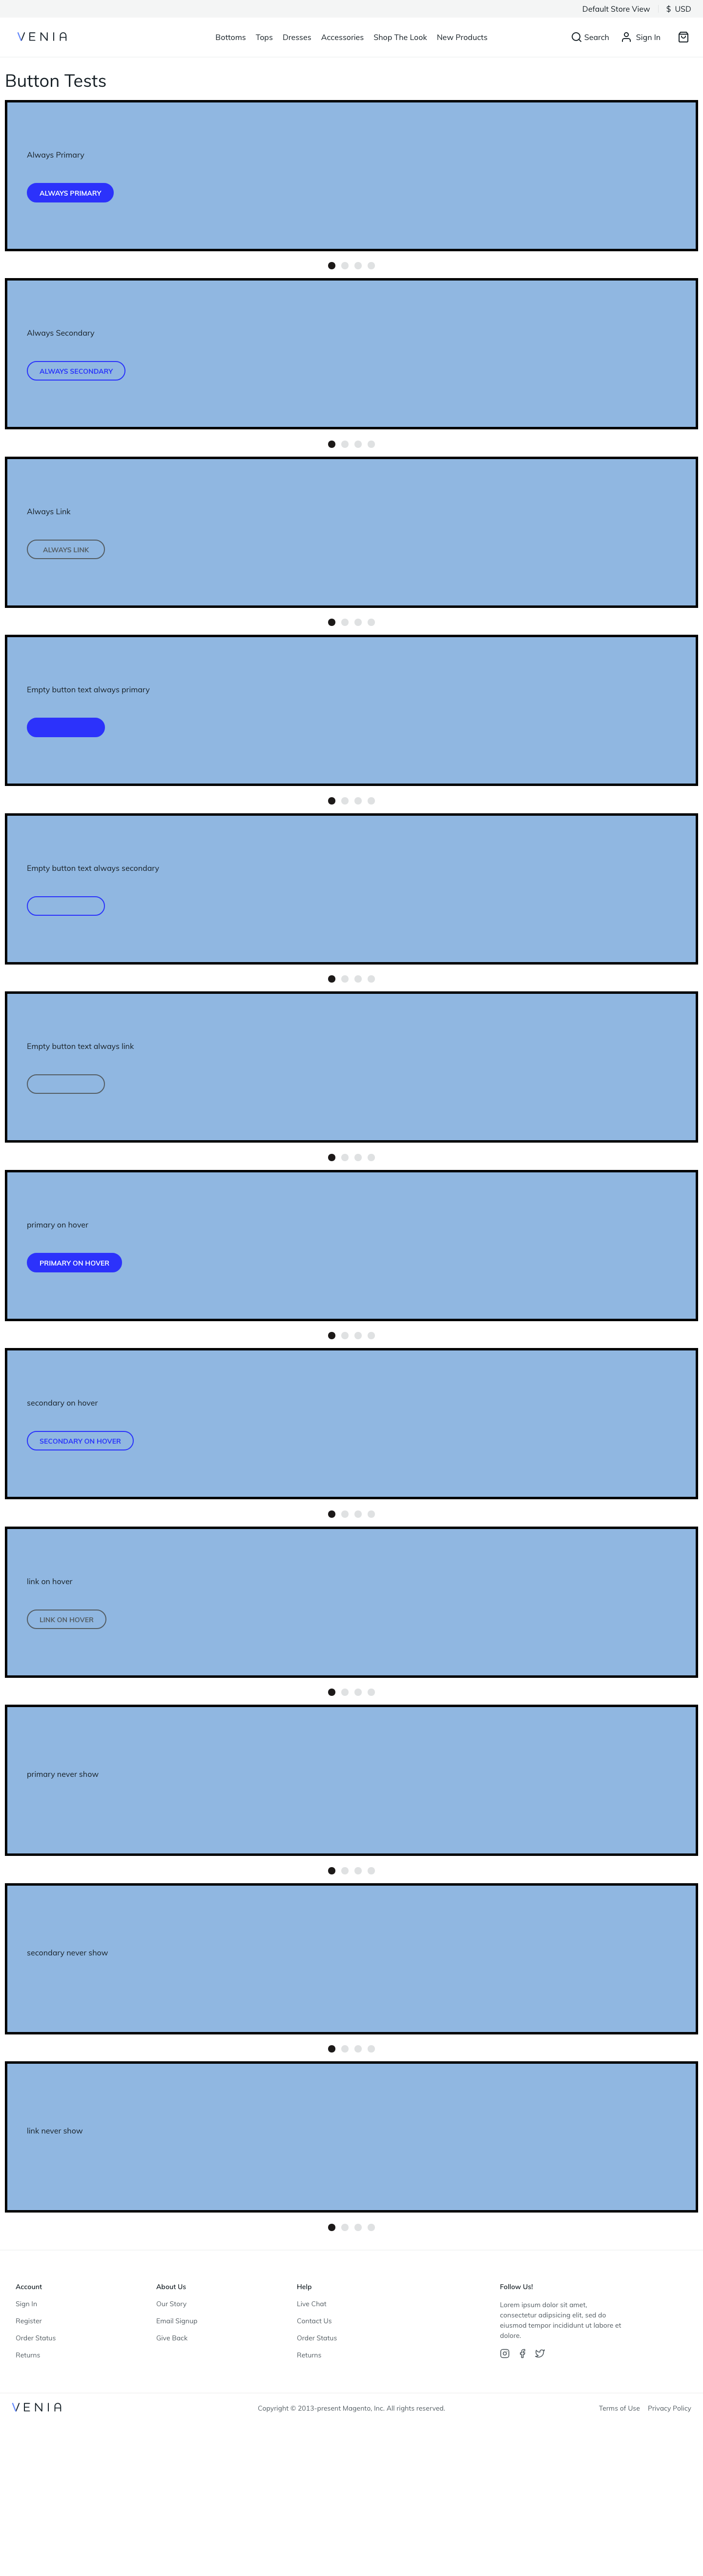 Default Store View $ USD
VENIA Bottoms Tops Dresses Accessories Shop The Look New Products Search Sign In
Button Tests
Always Primary
ALWAYS PRIMARY
Always Secondary
ALWAYS SECONDARY
Always Link
ALWAYS LINK
Empty button text always primary
Empty button text always secondary
Empty button text always link
primary on hover
PRIMARY ON HOVER
secondary on hover
SECONDARY ON HOVER
link on hover
LINK ON HOVER
primary never show
secondary never show
link never show
Account
Sign In
Register
Order Status
Returns
About Us
Our Story
Email Signup
Give Back
Help
Live Chat
Contact Us
Order Status
Returns
Follow Us!
Lorem ipsum dolor sit amet,
consectetur adipsicing elit, sed do
eiusmod tempor incididunt ut labore et
dolore.
VENIA Copyright © 2013-present Magento, Inc. All rights reserved. Terms of Use Privacy Policy